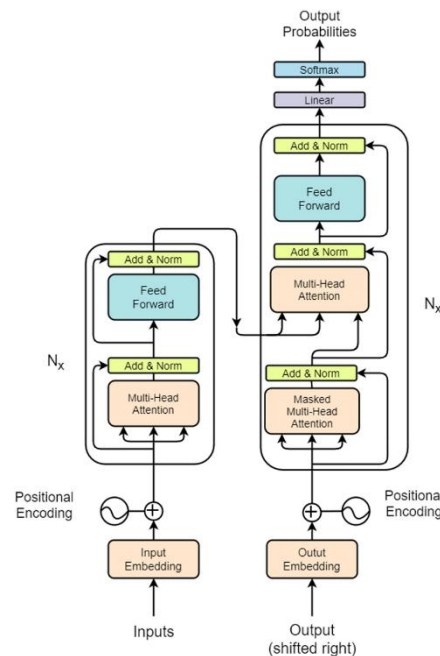 Output
Probabilities
Softmax
Linear
Add & Norm
Feed
Forward
Add & Norm
Multi-Head
Attention
Add & Norm
Masked
Multi-Head
Attention
Nx
Positional
Encoding
Outut
Embedding
Output
(shifted right)
Add & Norm
Feed
Forward
Add & Norm
Multi-Head
Attention
Nx
Positional
Encoding
Input
Embedding
Inputs